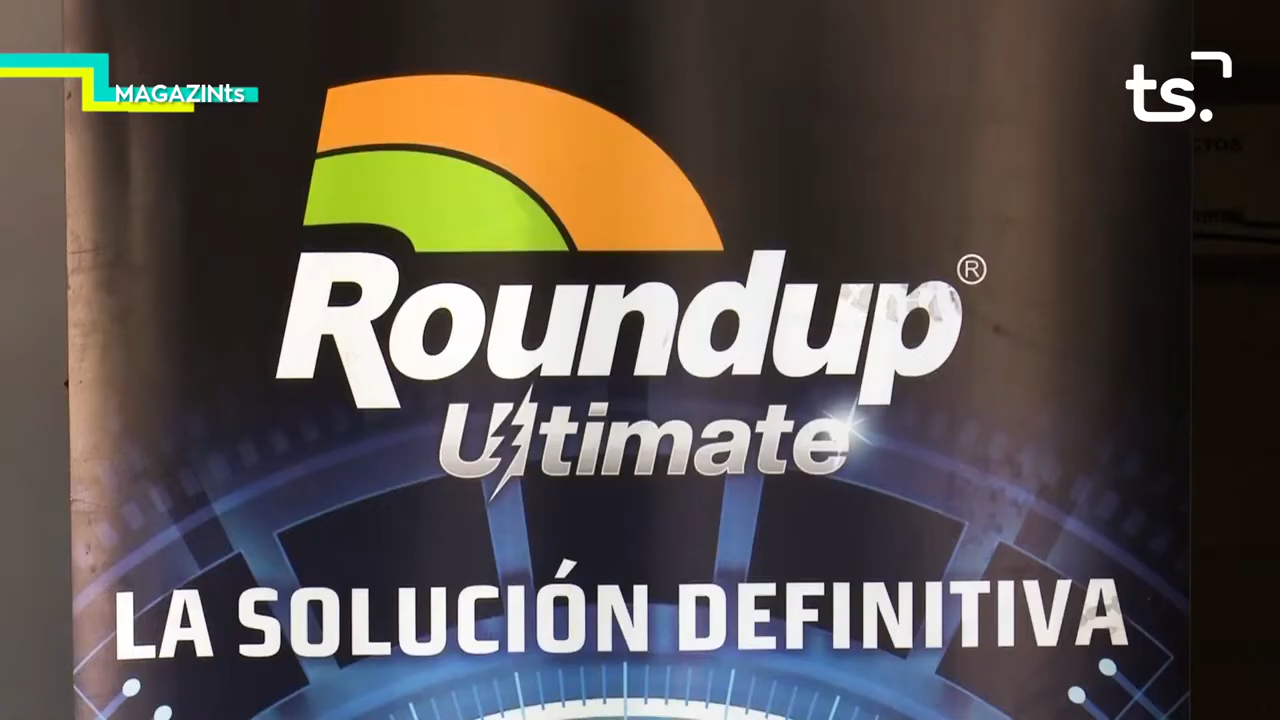 MAGAZINts
ts.
Roundup®
Ultimate
LA SOLUCIÓN DEFINITIVA